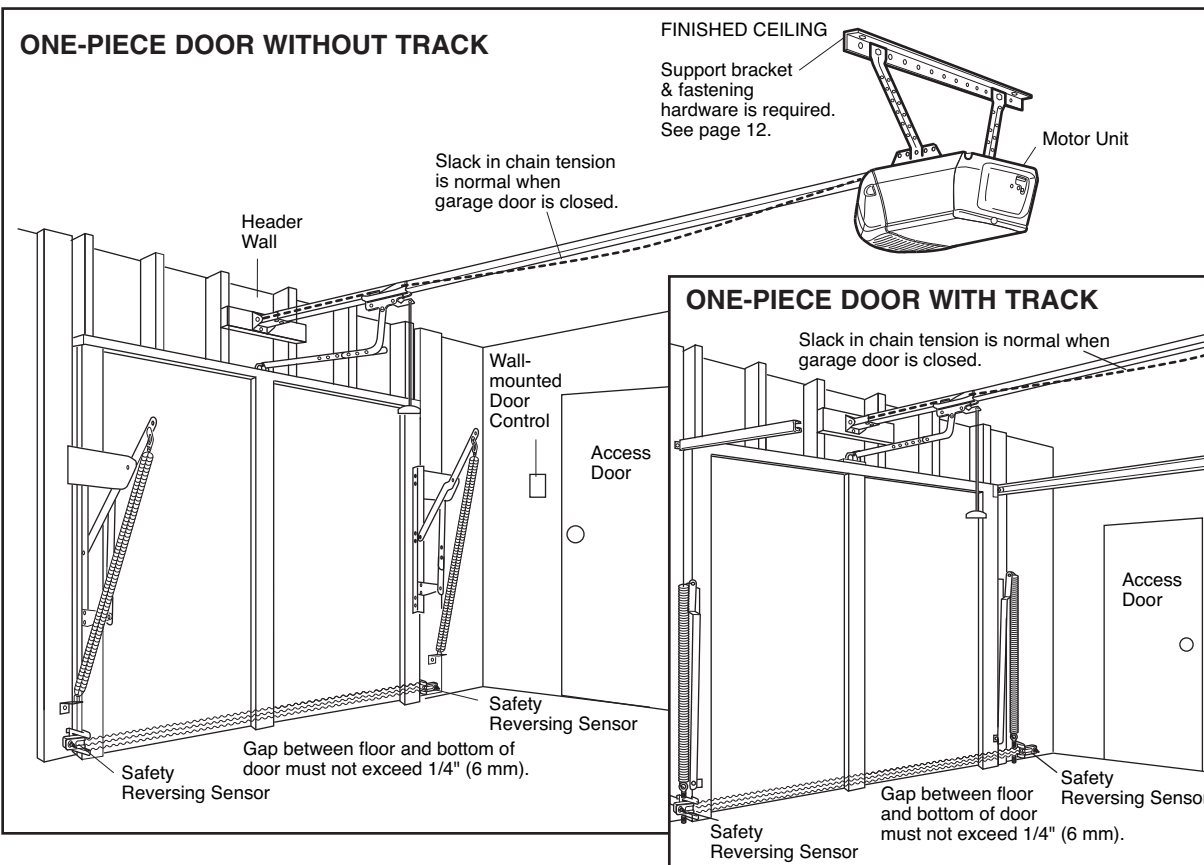 ONE-PIECE DOOR WITHOUT TRACK
FINISHED CEILING
Support bracket
& fastening
hardware is required.
See page 12.
Motor Unit
Slack in chain tension
is normal when
garage door is closed.
Header
Wall
Wall-
mounted
Door
Control
Access
Door
Safety
Reversing Sensor
Gap between floor and bottom of
door must not exceed 1/4" (6 mm).
Safety
Reversing Sensor
ONE-PIECE DOOR WITH TRACK
Slack in chain tension is normal when
garage door is closed.
Access
Door
Safety
Reversing Sensor
Gap between floor
and bottom of door
must not exceed 1/4" (6 mm).
Safety
Reversing Sensor